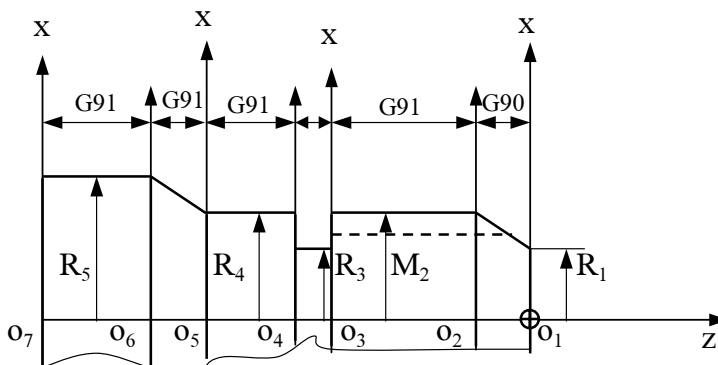 x x x x
G91 G91 G91 G91 G90
R₅ R₄ R₃ M₂ R₁
o₇ o₆ o₅ o₄ o₃ o₂ o₁ z